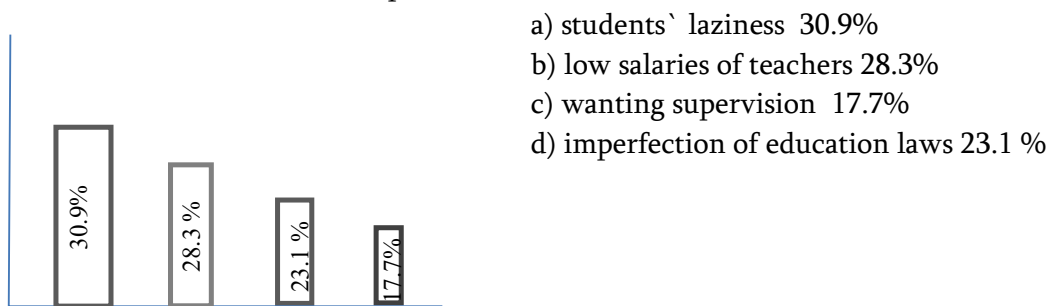 a) students` laziness 30.9%
b) low salaries of teachers 28.3%
c) wanting supervision 17.7%
d) imperfection of education laws 23.1 %
30.9%
28.3 %
23.1 %
17.7%